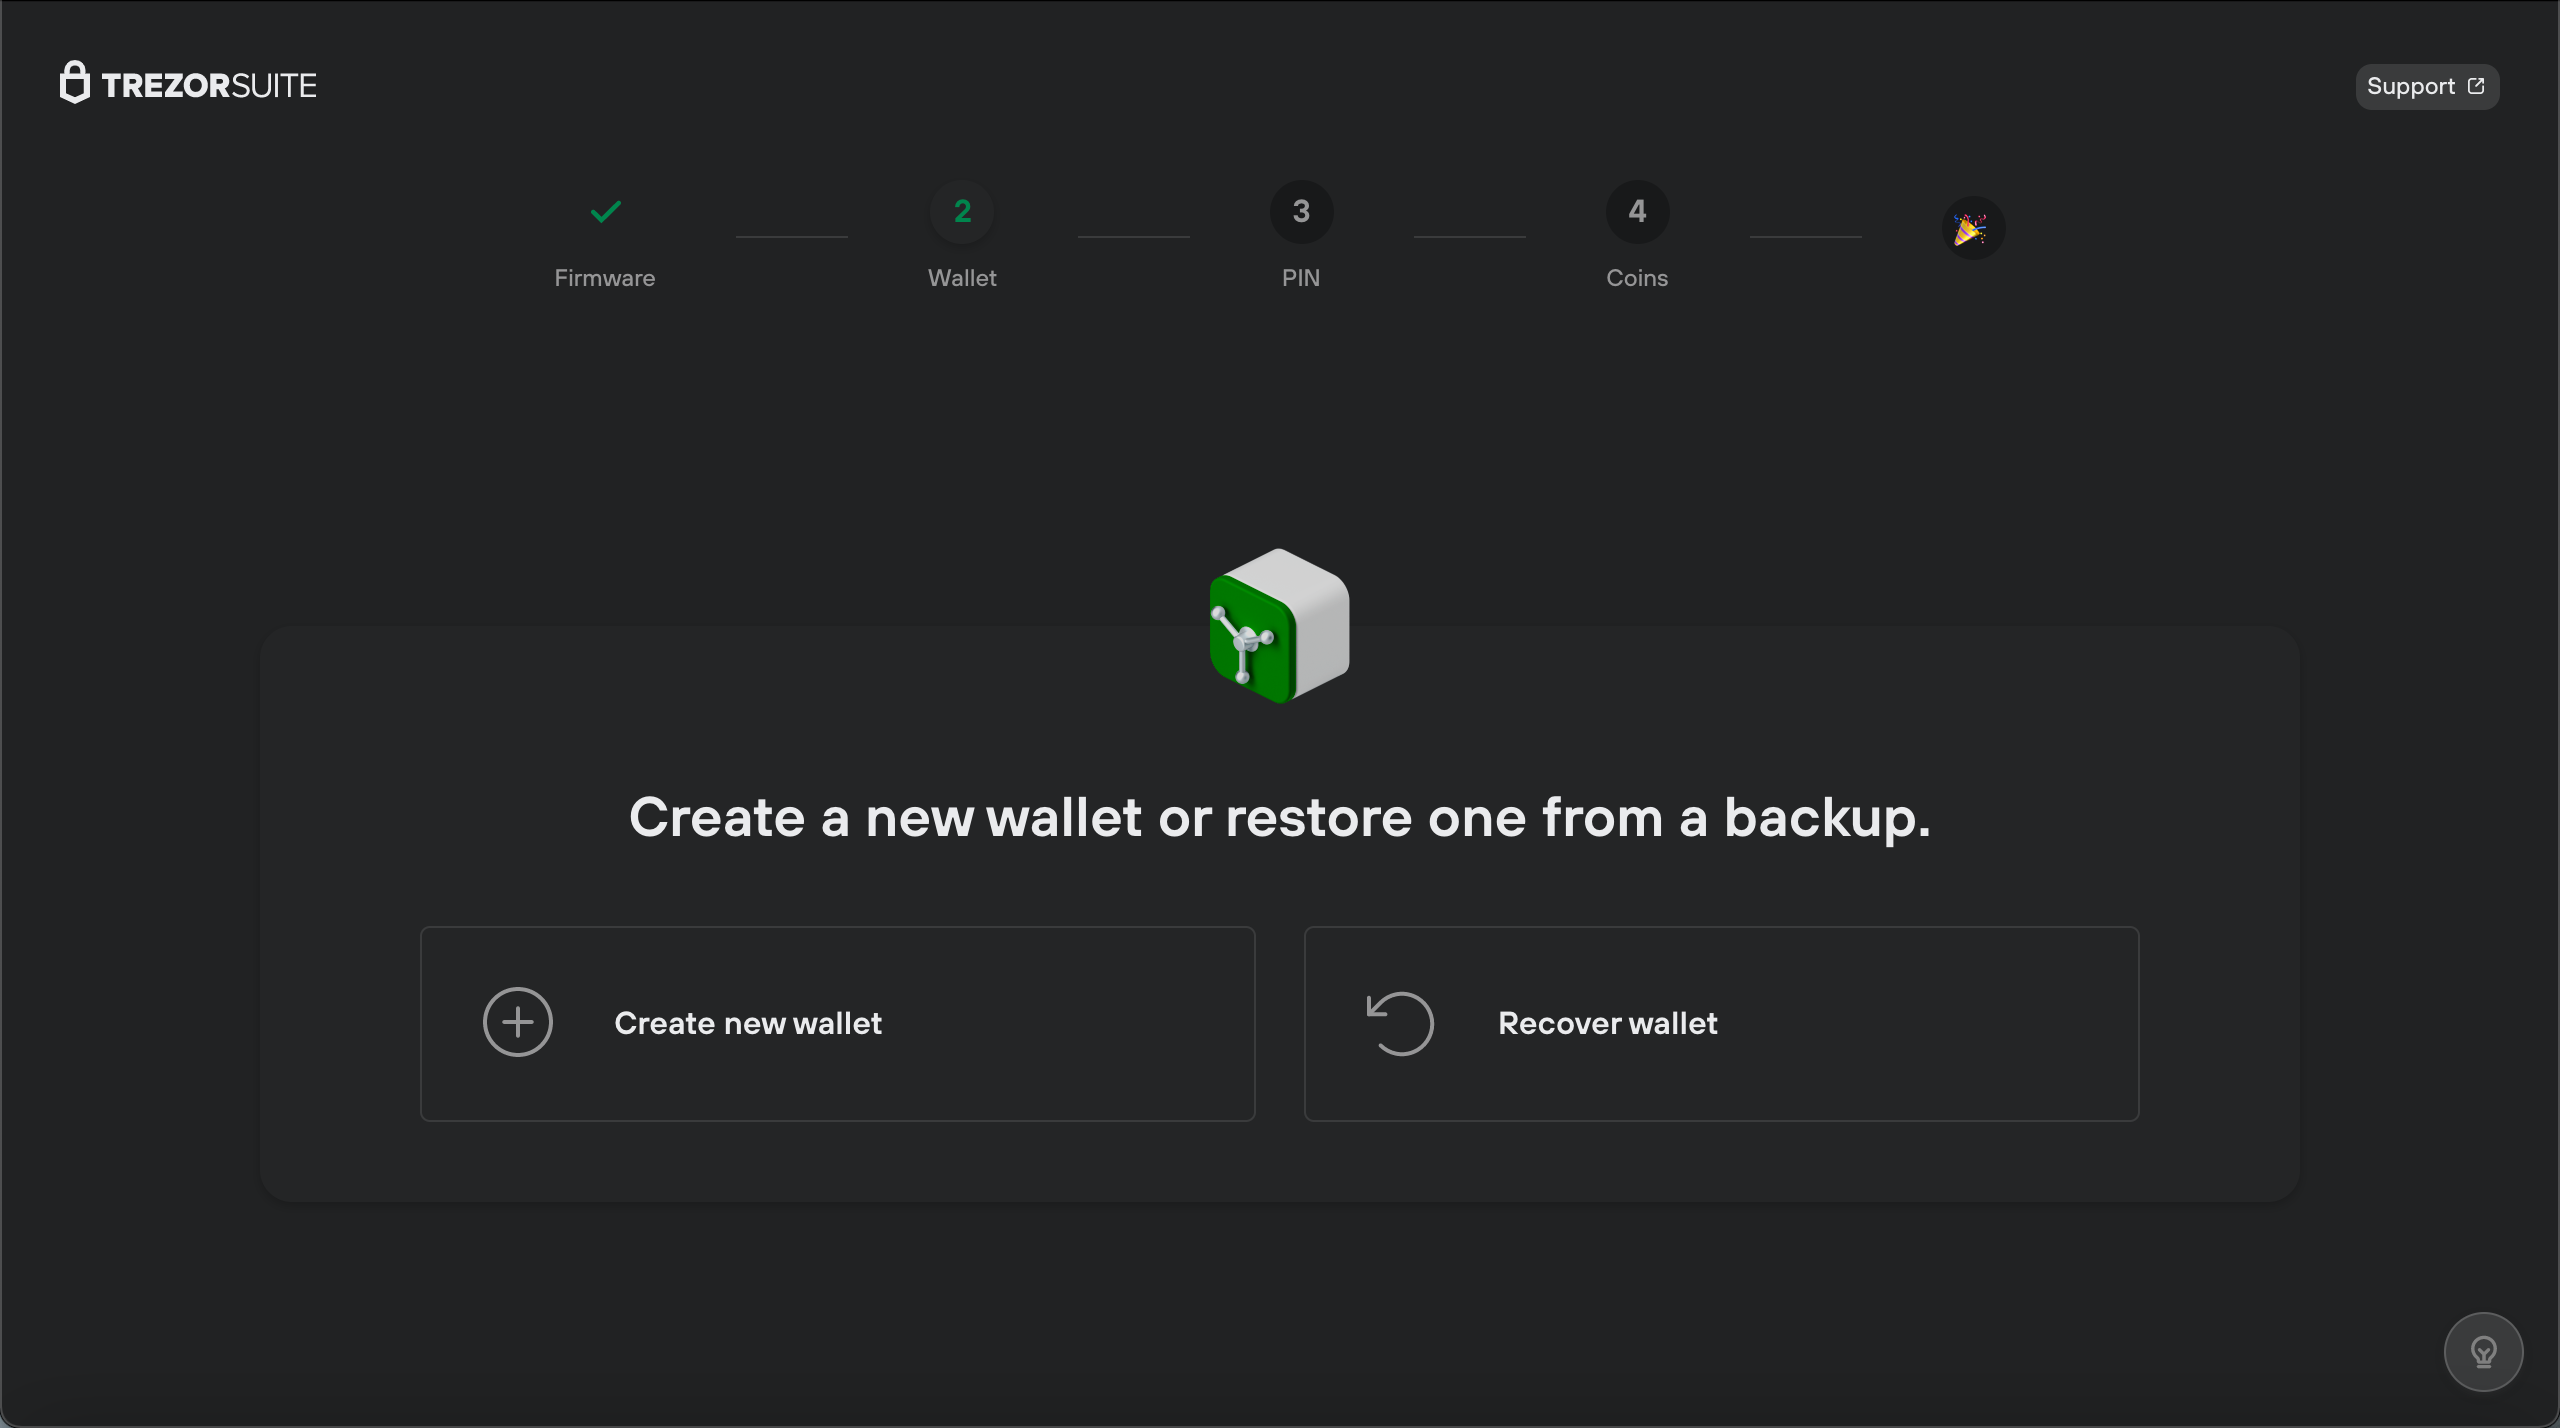 TREZORSUITE
Support
2
3
4
Firmware
Wallet
PIN
Coins
Create a new wallet or restore one from a backup.
Create new wallet
Recover wallet